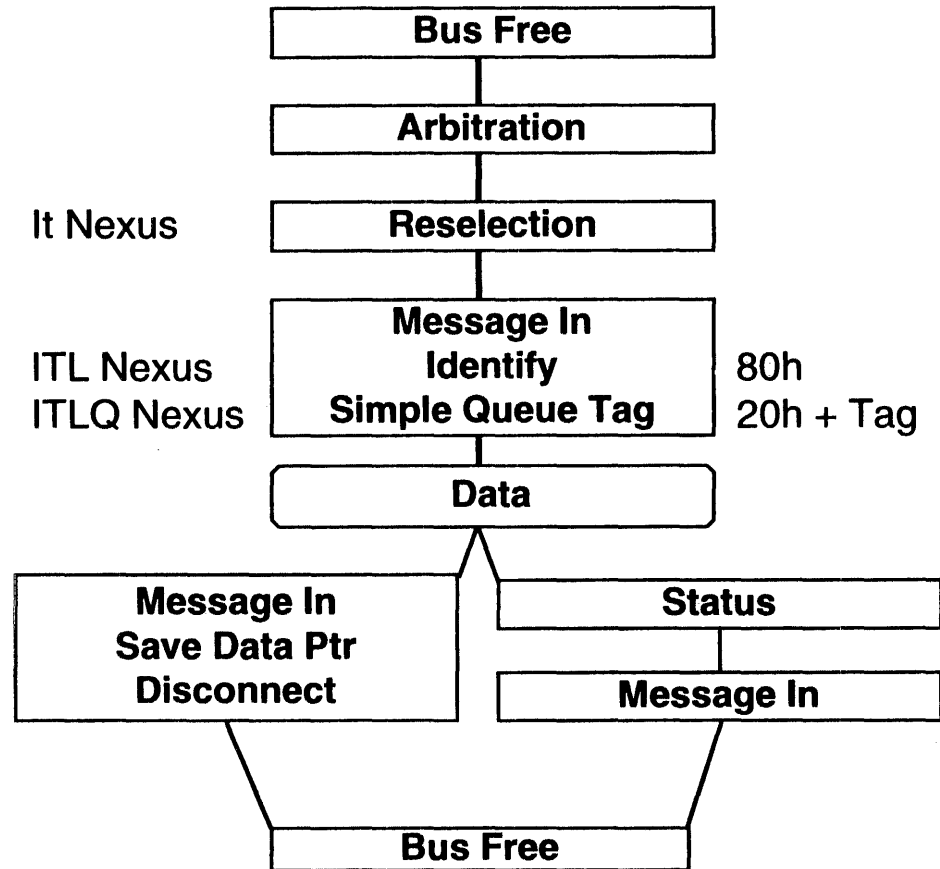 Bus Free
Arbitration
It Nexus
Reselection
Message In
ITL Nexus
Identify
80h
ITLQ Nexus
Simple Queue Tag
20h + Tag
Data
Message In
Save Data Ptr
Disconnect
Status
Message In
Bus Free